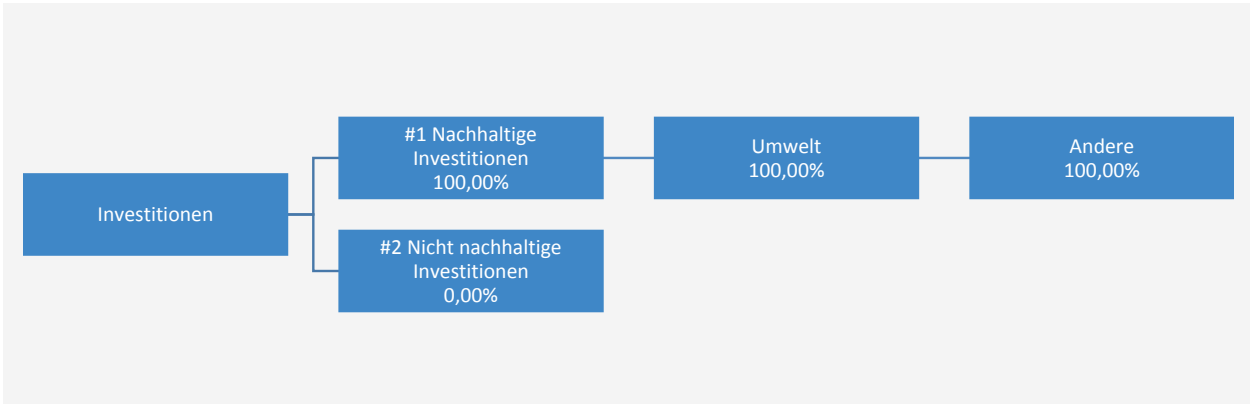 Investitionen
#1 Nachhaltige
Investitionen
100,00%
Umwelt
100,00%
Andere
100,00%
#2 Nicht nachhaltige
Investitionen
0,00%